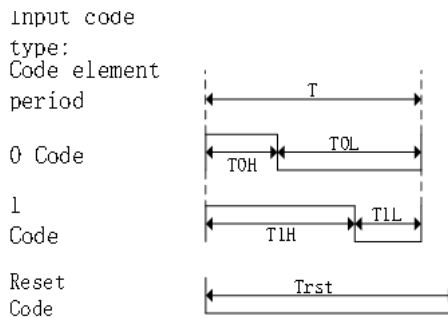 Input code
type:
Code element
period
T
0 Code
T0H
T0L
1
Code
T1H
T1L
Reset
Code
Trst